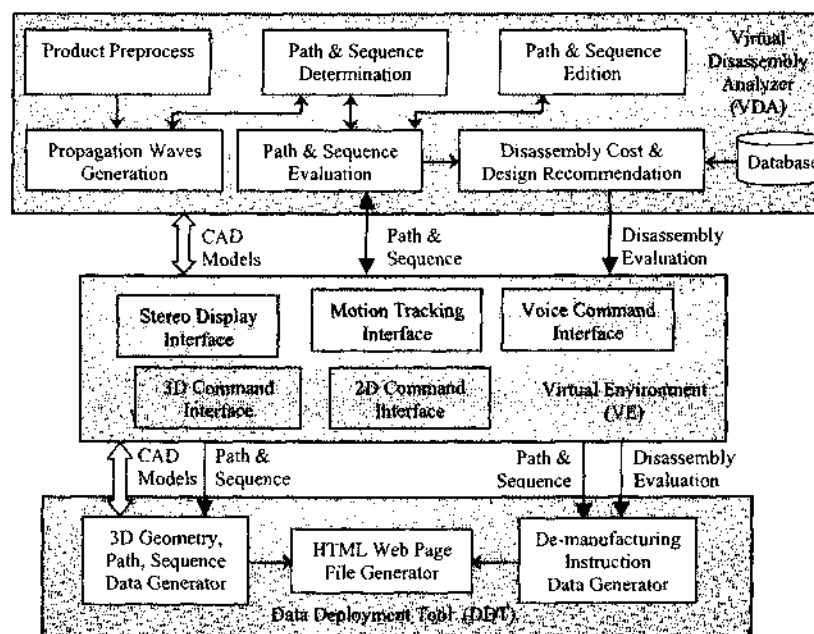 Product Preprocess
Path & Sequence
Determination
Path & Sequence
Edition
Virtual
Disassembly
Analyzer
(VDA)
Propagation Waves
Generation
Path & Sequence
Evaluation
Disassembly Cost &
Design Recommendation
Database
CAD
Models
Path &
Sequence
Disassembly
Evaluation
Stereo Display
Interface
Motion Tracking
Interface
Voice Command
Interface
3D Command
Interface
2D Command
Interface
Virtual Environment
(VE)
CAD
Models
Path &
Sequence
Path &
Sequence
Disassembly
Evaluation
3D Geometry,
Path, Sequence
Data Generator
HTML Web Page
File Generator
De-manufacturing
Instruction
Data Generator
Data Deployment Tool (DDT)